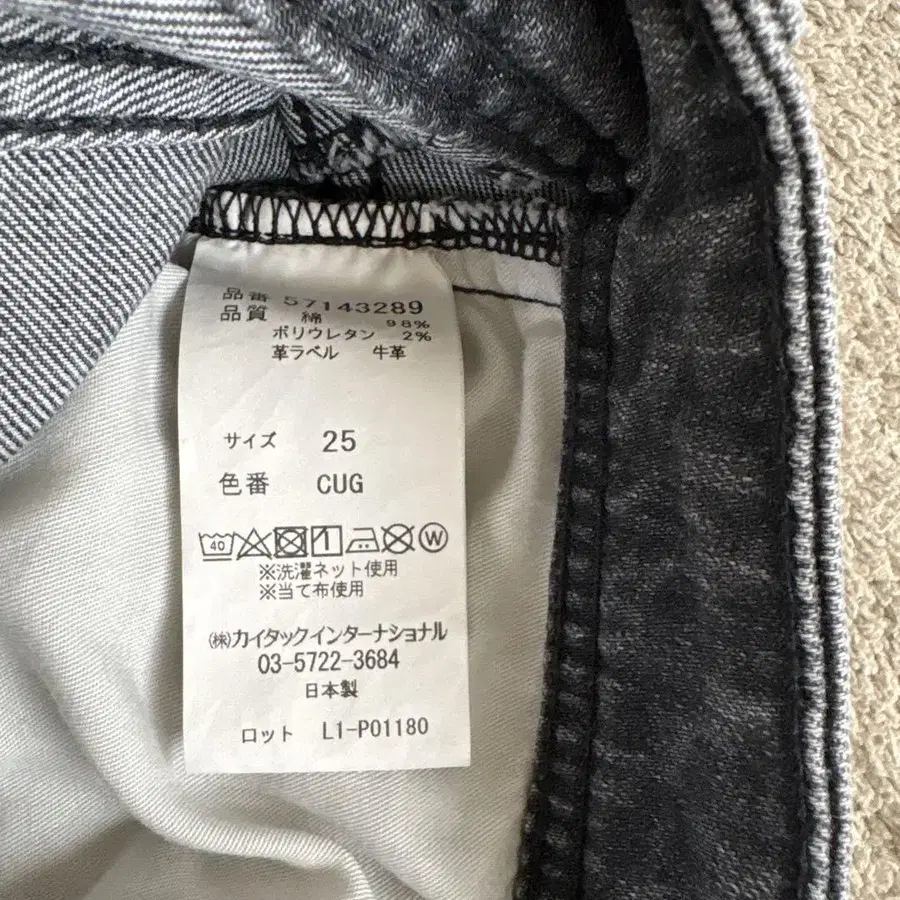 品番 57143289
品質 綿 98%
ポリウレタン 2%
革ラベル 牛革
サイズ 25
色番 CUG
40 W
※洗濯ネット使用
※当て布使用
㈱カイタックインターナショナル
03-5722-3684
日本製
ロット L1-P01180